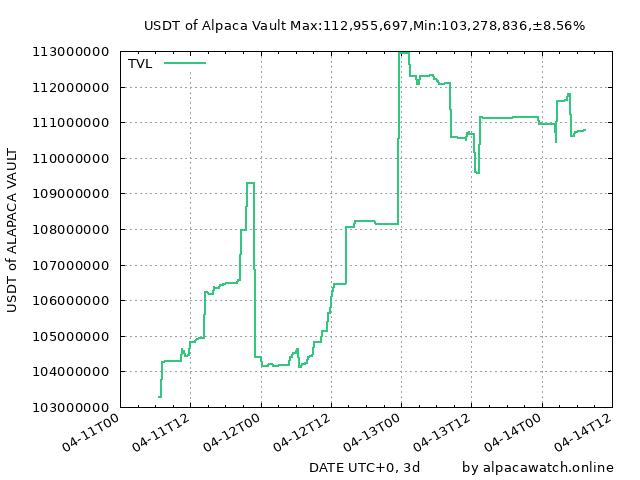 USDT of Alpaca Vault Max:112,955,697,Min:103,278,836,±8.56%
TVL
113000000
112000000
111000000
110000000
109000000
108000000
107000000
106000000
105000000
104000000
103000000
USDT of ALAPACA VAULT
04-11T00
04-11T12
04-12T00
04-12T12
04-13T00
04-13T12
04-14T00
04-14T12
DATE UTC+0, 3d
by alpacawatch.online